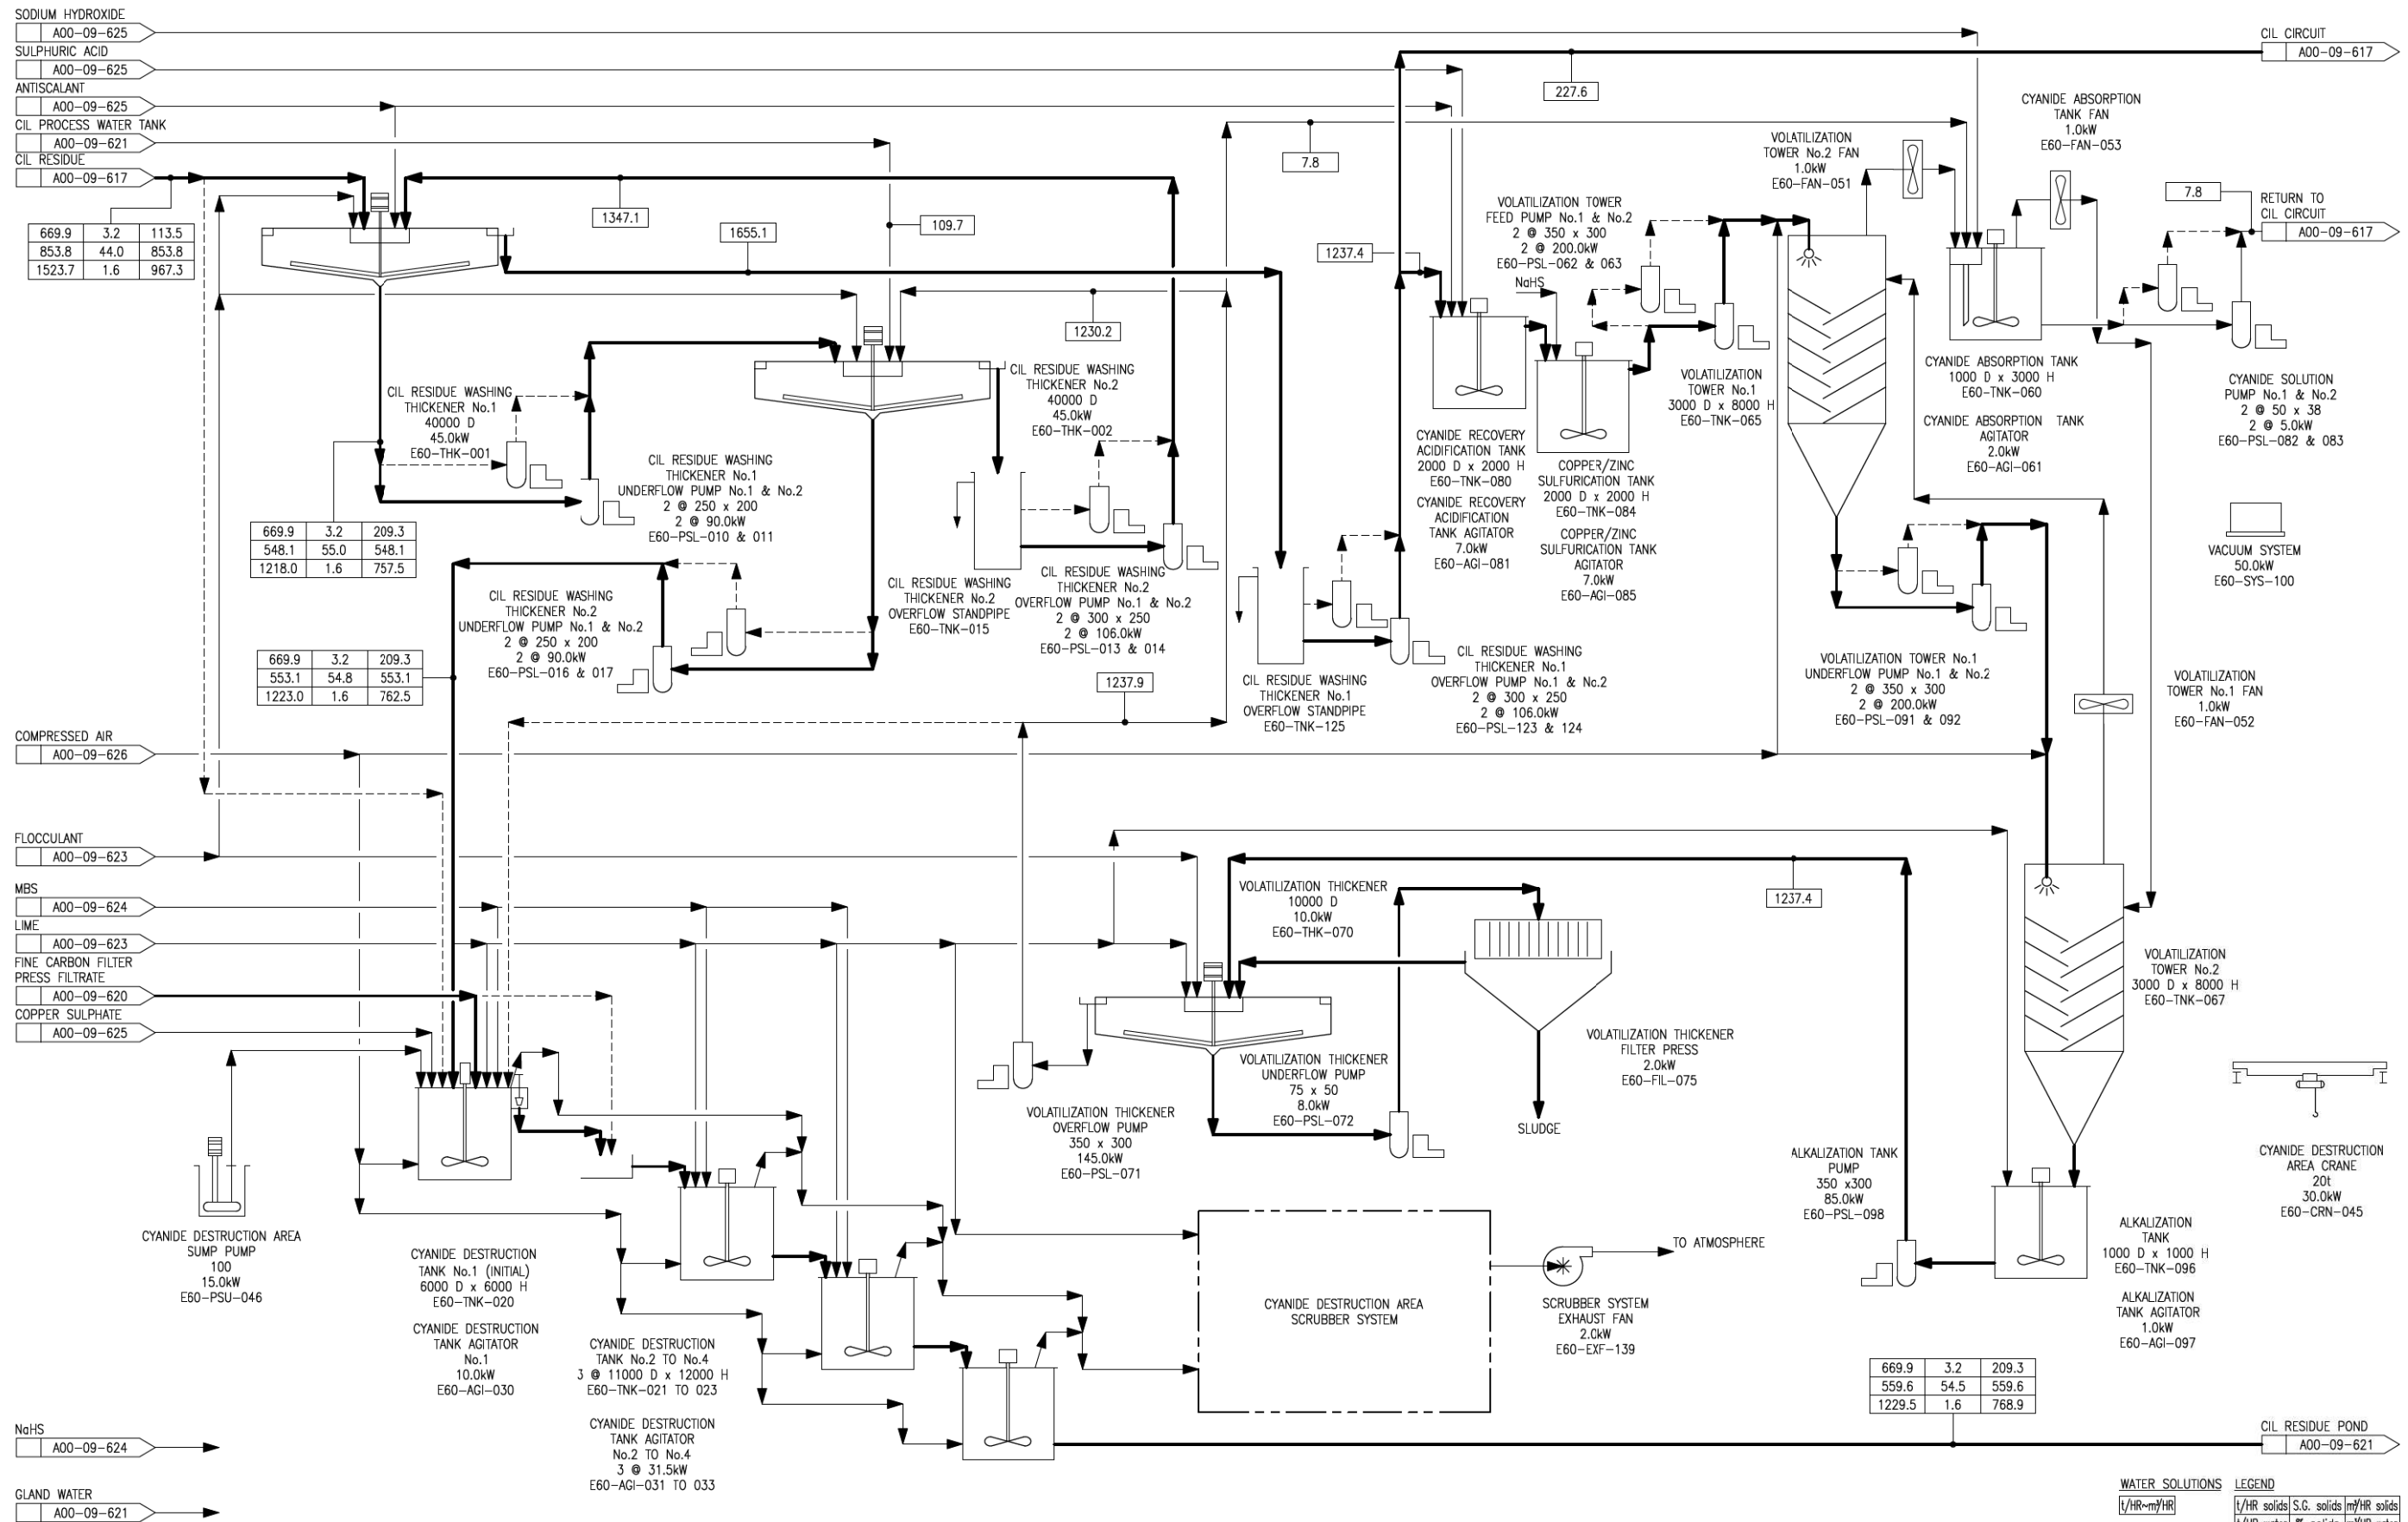 SODIUM HYDROXIDE
A00-09-625
SULPHURIC ACID
A00-09-625
ANTISCALANT
A00-09-625
CIL PROCESS WATER TANK
A00-09-621
CIL RESIDUE
A00-09-617
669.9 3.2 113.5
853.8 44.0 853.8
1523.7 1.6 967.3
1347.1
1655.1
109.7
1230.2
7.8
227.6
1237.4
CIL CIRCUIT
A00-09-617
CYANIDE ABSORPTION
TANK FAN
1.0kW
E60-FAN-053
VOLATILIZATION
TOWER No.2 FAN
1.0kW
E60-FAN-051
7.8
RETURN TO
CIL CIRCUIT
A00-09-617
VOLATILIZATION TOWER
FEED PUMP No.1 & No.2
2 @ 350 x 300
2 @ 200.0kW
E60-PSL-062 & 063
NaHS
CIL RESIDUE WASHING
THICKENER No.1
40000 D
45.0kW
E60-THK-001
CIL RESIDUE WASHING
THICKENER No.2
40000 D
45.0kW
E60-THK-002
VOLATILIZATION
TOWER No.1
3000 D x 8000 H
E60-TNK-065
CYANIDE ABSORPTION TANK
1000 D x 3000 H
E60-TNK-060
CYANIDE ABSORPTION TANK
AGITATOR
2.0kW
E60-AGI-061
CYANIDE SOLUTION
PUMP No.1 & No.2
2 @ 50 x 38
2 @ 5.0kW
E60-PSL-082 & 083
CIL RESIDUE WASHING
THICKENER No.1
UNDERFLOW PUMP No.1 & No.2
2 @ 250 x 200
2 @ 90.0kW
E60-PSL-010 & 011
CYANIDE RECOVERY
ACIDIFICATION TANK
2000 D x 2000 H
E60-TNK-080
CYANIDE RECOVERY
ACIDIFICATION
TANK AGITATOR
7.0kW
E60-AGI-081
COPPER/ZINC
SULFURICATION TANK
2000 D x 2000 H
E60-TNK-084
COPPER/ZINC
SULFURICATION TANK
AGITATOR
7.0kW
E60-AGI-085
VACUUM SYSTEM
50.0kW
E60-SYS-100
669.9 3.2 209.3
548.1 55.0 548.1
1218.0 1.6 757.5
CIL RESIDUE WASHING
THICKENER No.2
UNDERFLOW PUMP No.1 & No.2
2 @ 250 x 200
2 @ 90.0kW
E60-PSL-016 & 017
CIL RESIDUE WASHING
THICKENER No.2
OVERFLOW STANDPIPE
E60-TNK-015
CIL RESIDUE WASHING
THICKENER No.2
OVERFLOW PUMP No.1 & No.2
2 @ 300 x 250
2 @ 106.0kW
E60-PSL-013 & 014
669.9 3.2 209.3
553.1 54.8 553.1
1223.0 1.6 762.5
1237.9
CIL RESIDUE WASHING
THICKENER No.1
OVERFLOW STANDPIPE
E60-TNK-125
CIL RESIDUE WASHING
THICKENER No.1
OVERFLOW PUMP No.1 & No.2
2 @ 300 x 250
2 @ 106.0kW
E60-PSL-123 & 124
VOLATILIZATION TOWER No.1
UNDERFLOW PUMP No.1 & No.2
2 @ 350 x 300
2 @ 200.0kW
E60-PSL-091 & 092
VOLATILIZATION
TOWER No.1 FAN
1.0kW
E60-FAN-052
COMPRESSED AIR
A00-09-626
FLOCCULANT
A00-09-623
MBS
A00-09-624
LIME
A00-09-623
FINE CARBON FILTER
PRESS FILTRATE
A00-09-620
COPPER SULPHATE
A00-09-625
VOLATILIZATION THICKENER
10000 D
10.0kW
E60-THK-070
1237.4
VOLATILIZATION
TOWER No.2
3000 D x 8000 H
E60-TNK-067
VOLATILIZATION THICKENER
FILTER PRESS
2.0kW
E60-FIL-075
VOLATILIZATION THICKENER
UNDERFLOW PUMP
75 x 50
8.0kW
E60-PSL-072
VOLATILIZATION THICKENER
OVERFLOW PUMP
350 x 300
145.0kW
E60-PSL-071
SLUDGE
ALKALIZATION TANK
PUMP
350 x300
85.0kW
E60-PSL-098
CYANIDE DESTRUCTION
AREA CRANE
20t
30.0kW
E60-CRN-045
CYANIDE DESTRUCTION AREA
SUMP PUMP
100
15.0kW
E60-PSU-046
CYANIDE DESTRUCTION
TANK No.1 (INITIAL)
6000 D x 6000 H
E60-TNK-020
CYANIDE DESTRUCTION
TANK AGITATOR
No.1
10.0kW
E60-AGI-030
CYANIDE DESTRUCTION
TANK No.2 TO No.4
3 @ 11000 D x 12000 H
E60-TNK-021 TO 023
CYANIDE DESTRUCTION
TANK AGITATOR
No.2 TO No.4
3 @ 31.5kW
E60-AGI-031 TO 033
CYANIDE DESTRUCTION AREA
SCRUBBER SYSTEM
TO ATMOSPHERE
SCRUBBER SYSTEM
EXHAUST FAN
2.0kW
E60-EXF-139
ALKALIZATION
TANK
1000 D x 1000 H
E60-TNK-096
ALKALIZATION
TANK AGITATOR
1.0kW
E60-AGI-097
669.9 3.2 209.3
559.6 54.5 559.6
1229.5 1.6 768.9
NaHS
A00-09-624
CIL RESIDUE POND
A00-09-621
GLAND WATER
A00-09-621
WATER SOLUTIONS
t/HR~m³/HR
LEGEND
t/HR solids S.G. solids m³/HR solids